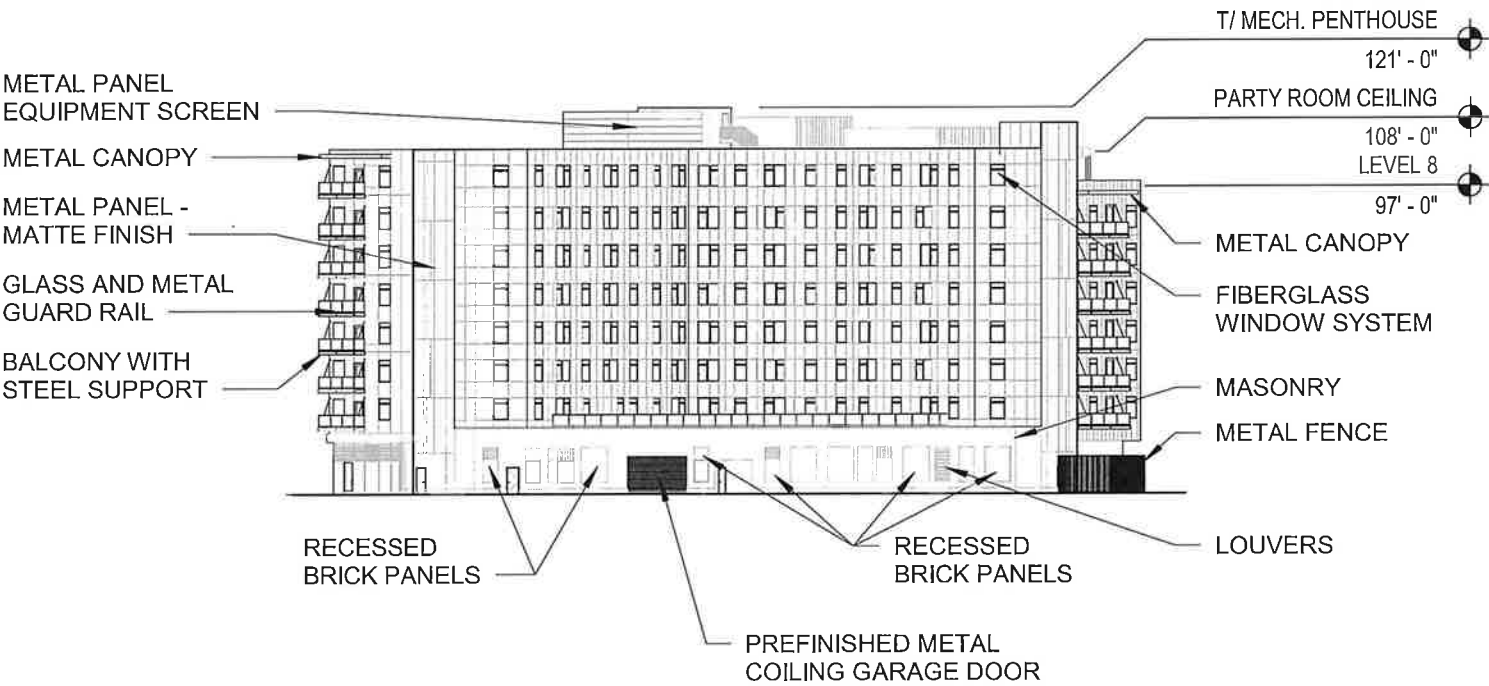 T/ MECH. PENTHOUSE
121' - 0"
PARTY ROOM CEILING
108' - 0"
LEVEL 8
97' - 0"
METAL PANEL
EQUIPMENT SCREEN
METAL CANOPY
METAL PANEL -
MATTE FINISH
GLASS AND METAL
GUARD RAIL
BALCONY WITH
STEEL SUPPORT
METAL CANOPY
FIBERGLASS
WINDOW SYSTEM
MASONRY
METAL FENCE
LOUVERS
RECESSED
BRICK PANELS
RECESSED
BRICK PANELS
PREFINISHED METAL
COILING GARAGE DOOR